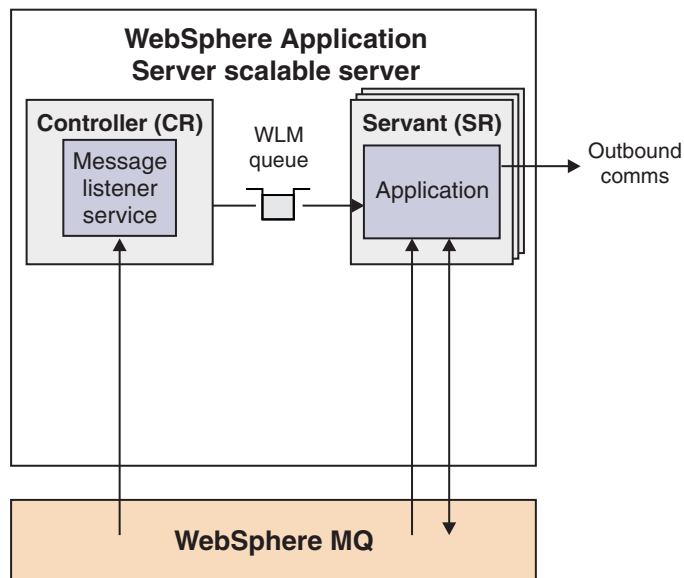 WebSphere Application
Server scalable server
Controller (CR)
Message
listener
service
WLM
queue
Servant (SR)
Application
Outbound
comms
WebSphere MQ